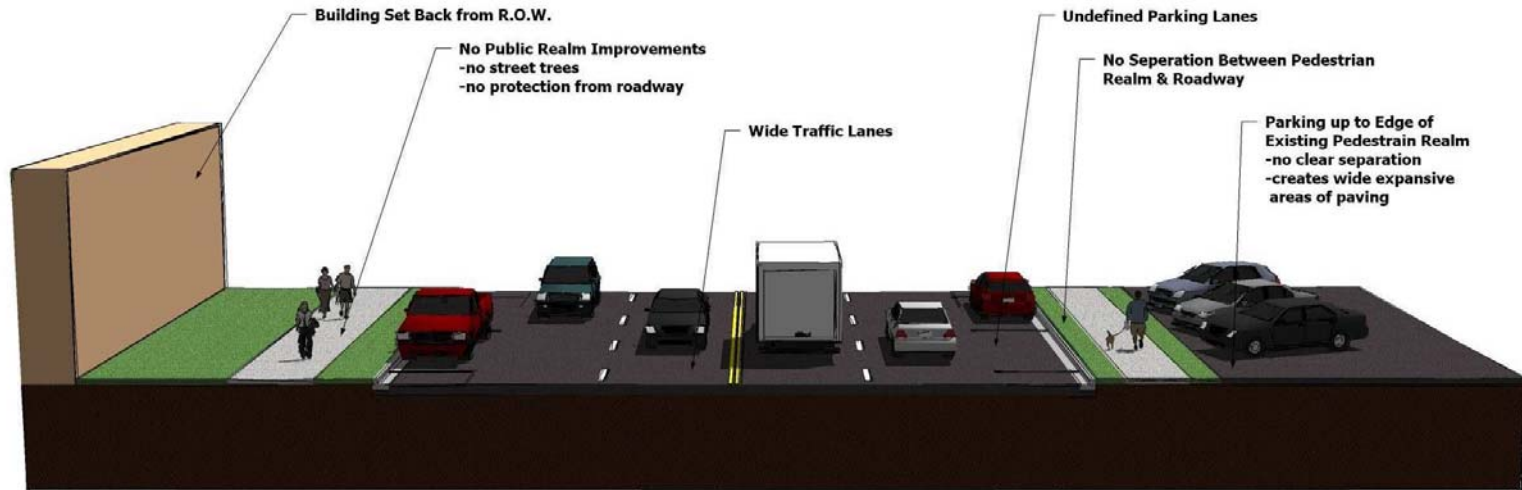 Building Set Back from R.O.W.
No Public Realm Improvements
-no street trees
-no protection from roadway
Wide Traffic Lanes
Undefined Parking Lanes
No Seperation Between Pedestrian
Realm & Roadway
Parking up to Edge of
Existing Pedestrain Realm
-no clear separation
-creates wide expansive
areas of paving